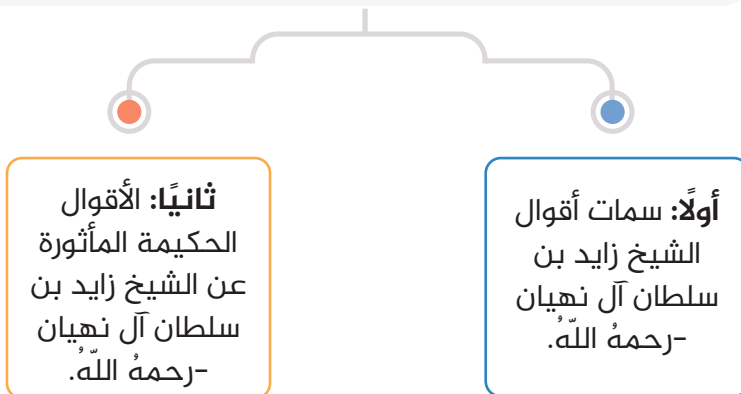 أولًا: سمات أقوال
الشيخ زايد بن
سلطان آل نهيان
-رحمهُ اللّهُ.
ثانيًا: الأقوال
الحكيمة المأثورة
عن الشيخ زايد بن
سلطان آل نهيان
-رحمهُ اللّهُ.